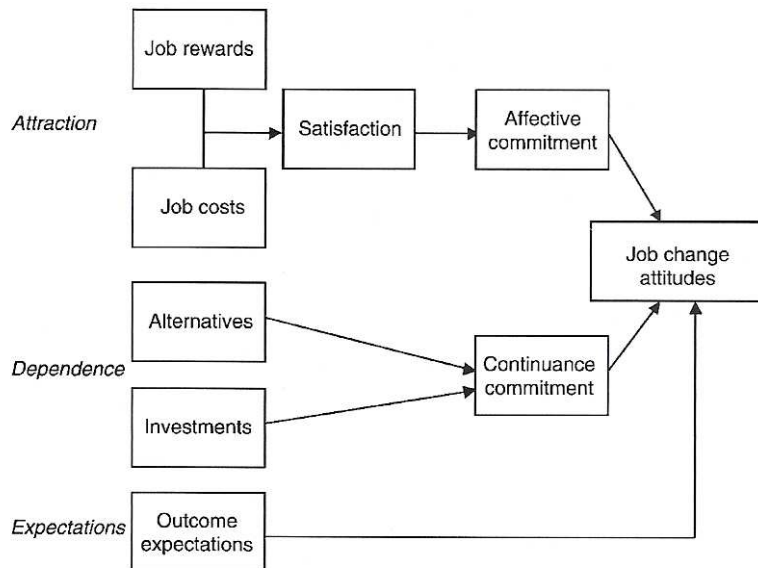 Job rewards
Attraction
Satisfaction
Affective
commitment
Job costs
Job change
attitudes
Alternatives
Dependence
Continuance
commitment
Investments
Expectations
Outcome
expectations